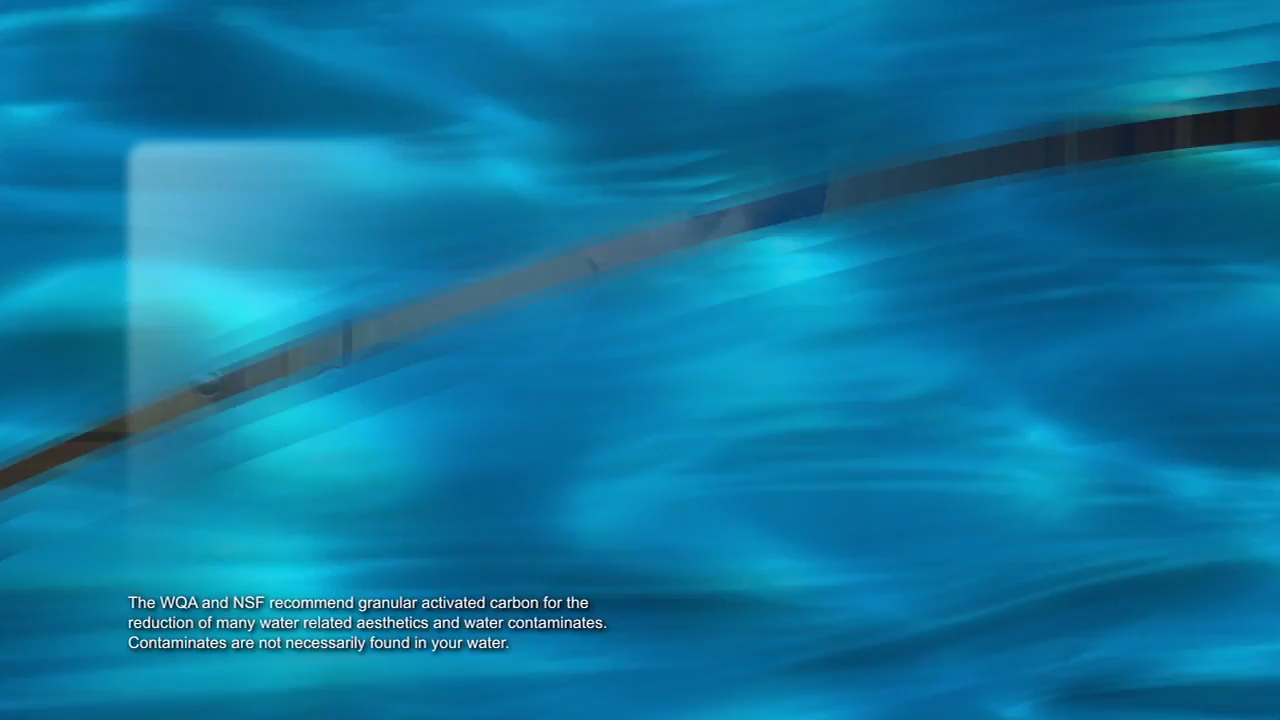 The WQA and NSF recommend granular activated carbon for the
reduction of many water related aesthetics and water contaminates.
Contaminates are not necessarily found in your water.